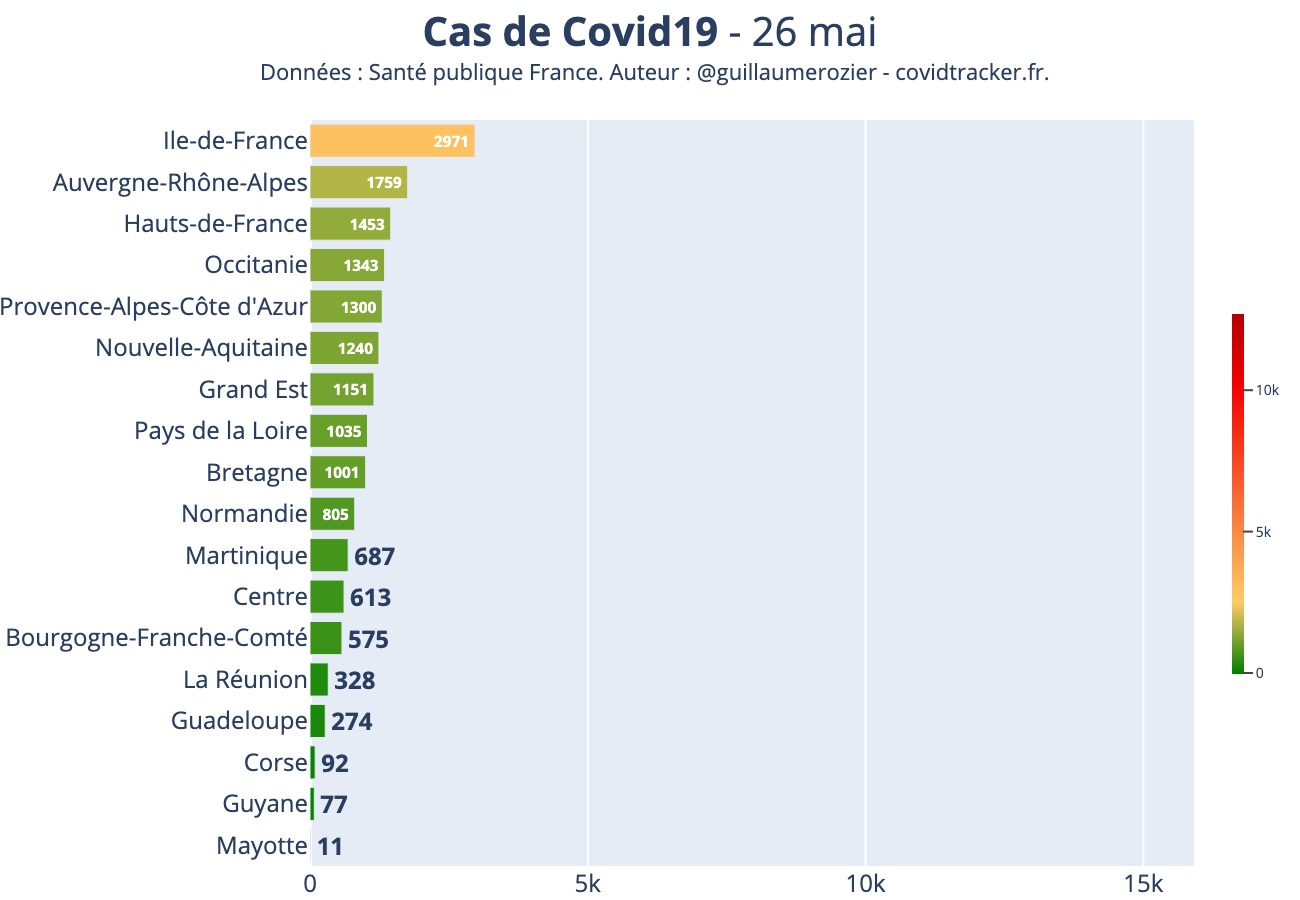 Cas de Covid19 - 26 mai
Données : Santé publique France. Auteur : @guillaumerozier - covidtracker.fr.
Ile-de-France 2971
Auvergne-Rhône-Alpes 1759
Hauts-de-France 1453
Occitanie 1343
Provence-Alpes-Côte d'Azur 1300
Nouvelle-Aquitaine 1240
Grand Est 1151
Pays de la Loire 1035
Bretagne 1001
Normandie 805
Martinique 687
Centre 613
Bourgogne-Franche-Comté 575
La Réunion 328
Guadeloupe 274
Corse 92
Guyane 77
Mayotte 11
0 5k 10k 15k
10k
5k
0